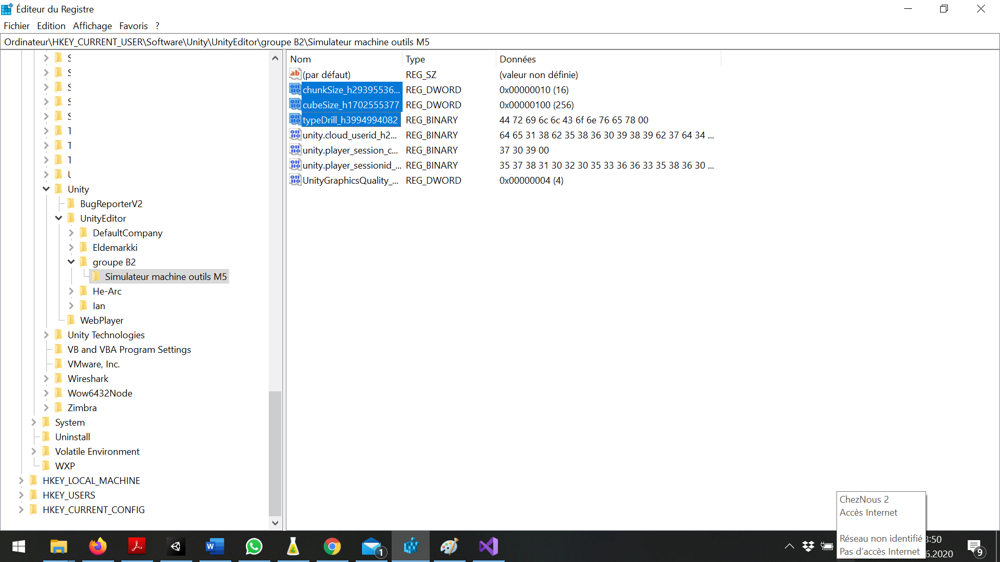 Éditeur du Registre
Fichier Edition Affichage Favoris ?
Ordinateur\HKEY_CURRENT_USER\Software\Unity\UnityEditor\groupe B2\Simulateur machine outils M5
S
S
S
S
S
T
T
T
U
Unity
BugReporterV2
UnityEditor
DefaultCompany
Eldemarkki
groupe B2
Simulateur machine outils M5
He-Arc
Ian
WebPlayer
Unity Technologies
VB and VBA Program Settings
VMware, Inc.
Wireshark
Wow6432Node
Zimbra
System
Uninstall
Volatile Environment
WXP
HKEY_LOCAL_MACHINE
HKEY_USERS
HKEY_CURRENT_CONFIG
Nom Type Données
(par défaut) REG_SZ (valeur non définie)
chunkSize_h29395536... REG_DWORD 0x00000010 (16)
cubeSize_h1702555377 REG_DWORD 0x00000100 (256)
typeDrill_h3994994082 REG_BINARY 44 72 69 6c 6c 43 6f 6e 76 65 78 00
unity.cloud_userid_h2... REG_BINARY 64 65 31 38 62 35 38 36 30 39 38 39 62 37 64 34 ...
unity.player_session_c... REG_BINARY 37 30 39 00
unity.player_sessionid_... REG_BINARY 35 37 38 31 30 32 30 35 33 36 36 33 35 38 36 30 ...
UnityGraphicsQuality_... REG_DWORD 0x00000004 (4)
ChezNous 2
Accès Internet
Réseau non identifié
Pas d'accès Internet
:50
.2020
1
9